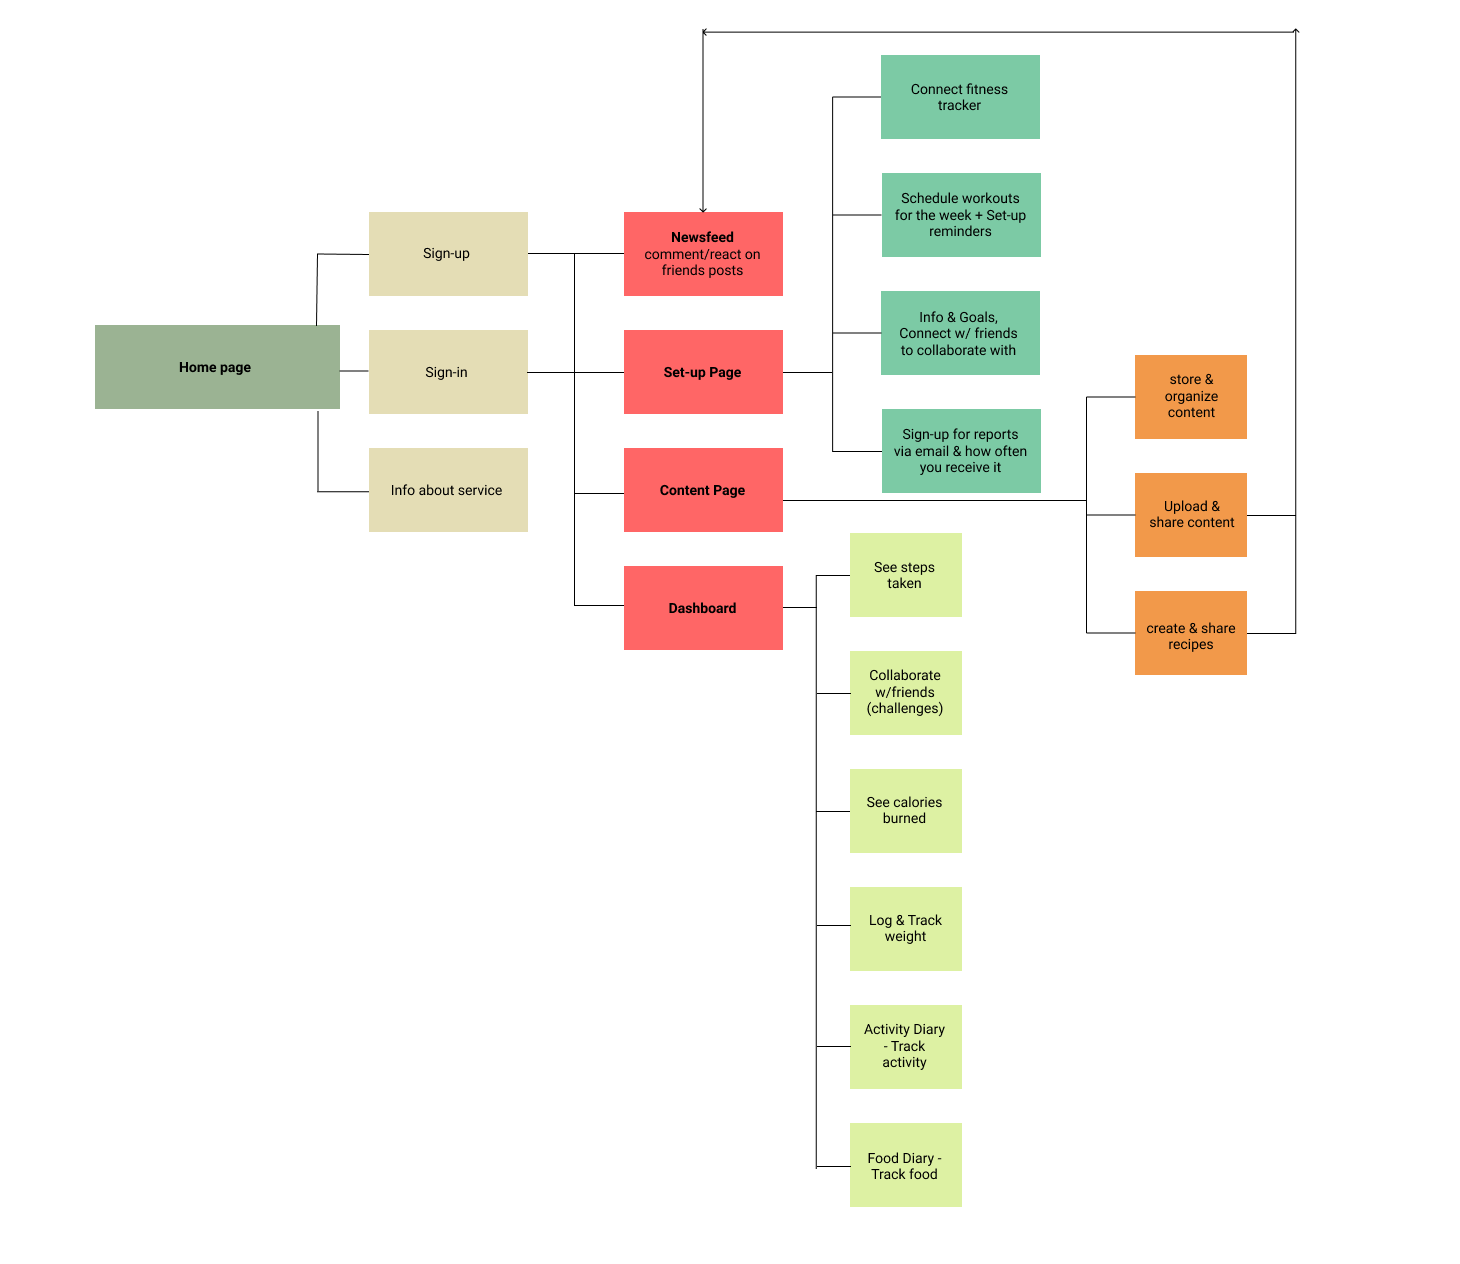 Home page
Sign-up
Sign-in
Info about service
Newsfeed
comment/react on
friends posts
Set-up Page
Content Page
Dashboard
Connect fitness
tracker
Schedule workouts
for the week + Set-up
reminders
Info & Goals,
Connect w/ friends
to collaborate with
Sign-up for reports
via email & how often
you receive it
store &
organize
content
Upload &
share content
create & share
recipes
See steps
taken
Collaborate
w/friends
(challenges)
See calories
burned
Log & Track
weight
Activity Diary
- Track
activity
Food Diary -
Track food